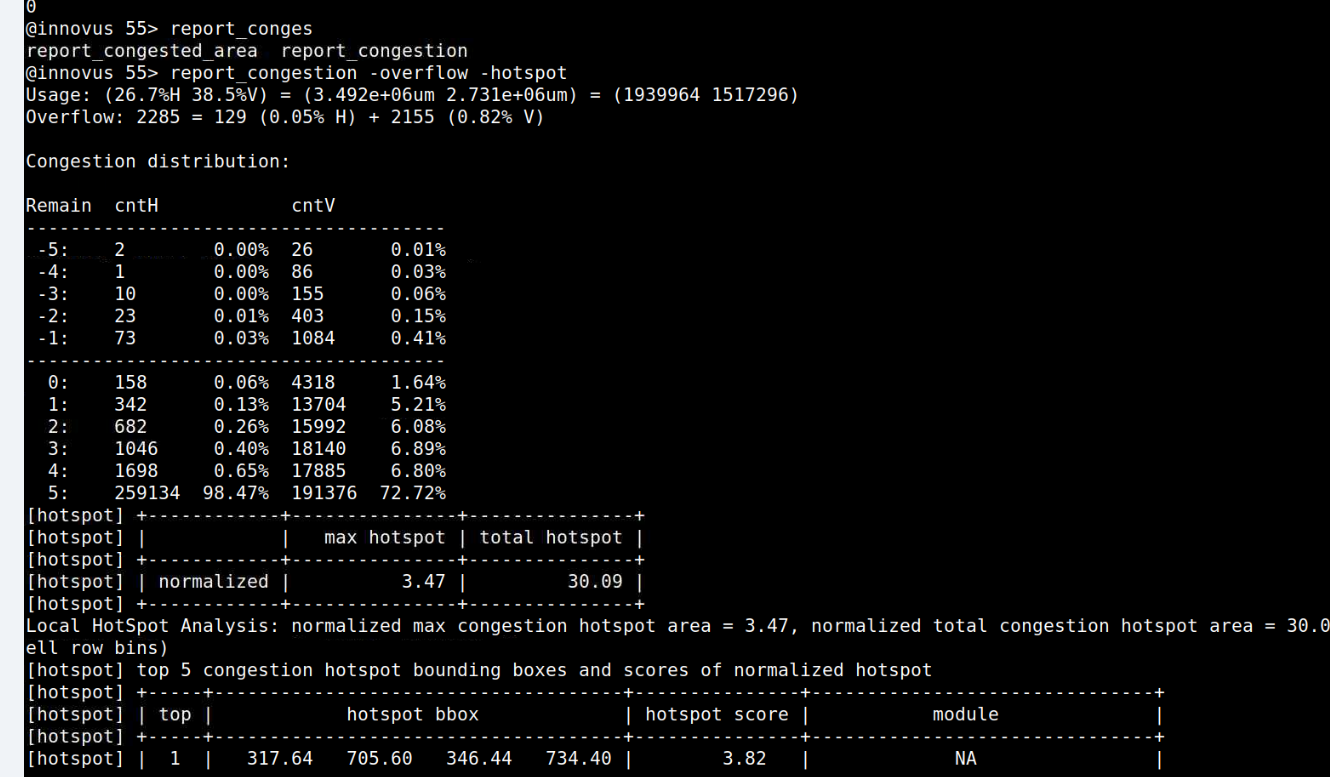 0
@innovus 55> report_conges
report_congested_area  report_congestion
@innovus 55> report_congestion -overflow -hotspot
Usage: (26.7%H 38.5%V) = (3.492e+06um 2.731e+06um) = (1939964 1517296)
Overflow: 2285 = 129 (0.05% H) + 2155 (0.82% V)
Congestion distribution:
Remain  cntH            cntV
--------------------------------------
 -5:    2        0.00%  26       0.01%
 -4:    1        0.00%  86       0.03%
 -3:    10       0.00%  155      0.06%
 -2:    23       0.01%  403      0.15%
 -1:    73       0.03%  1084     0.41%
--------------------------------------
  0:    158      0.06%  4318     1.64%
  1:    342      0.13%  13704    5.21%
  2:    682      0.26%  15992    6.08%
  3:    1046     0.40%  18140    6.89%
  4:    1698     0.65%  17885    6.80%
  5:    259134  98.47%  191376  72.72%
[hotspot] +------------+---------------+---------------+
[hotspot] |            |   max hotspot | total hotspot |
[hotspot] +------------+---------------+---------------+
[hotspot] | normalized |          3.47 |         30.09 |
[hotspot] +------------+---------------+---------------+
Local HotSpot Analysis: normalized max congestion hotspot area = 3.47, normalized total congestion hotspot area = 30.0
ell row bins)
[hotspot] top 5 congestion hotspot bounding boxes and scores of normalized hotspot
[hotspot] +-----+-------------------------------------+---------------+-------------------------------+
[hotspot] | top |            hotspot bbox             | hotspot score |           module              |
[hotspot] +-----+-------------------------------------+---------------+-------------------------------+
[hotspot] |  1  |   317.64   705.60   346.44   734.40 |        3.82   |             NA                |